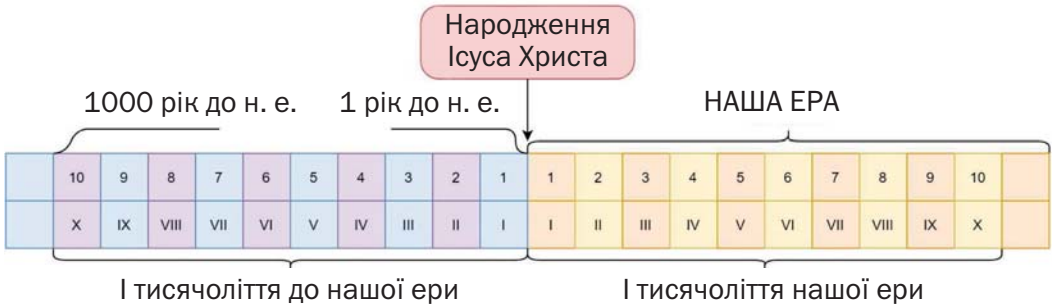 Народження
Ісуса Христа
1000 рік до н. е. 1 рік до н. е. НАША ЕРА
10 9 8 7 6 5 4 3 2 1 1 2 3 4 5 6 7 8 9 10
X IX VIII VII VI V IV III II I I II III IV V VI VII VIII IX X
І тисячоліття до нашої ери І тисячоліття нашої ери